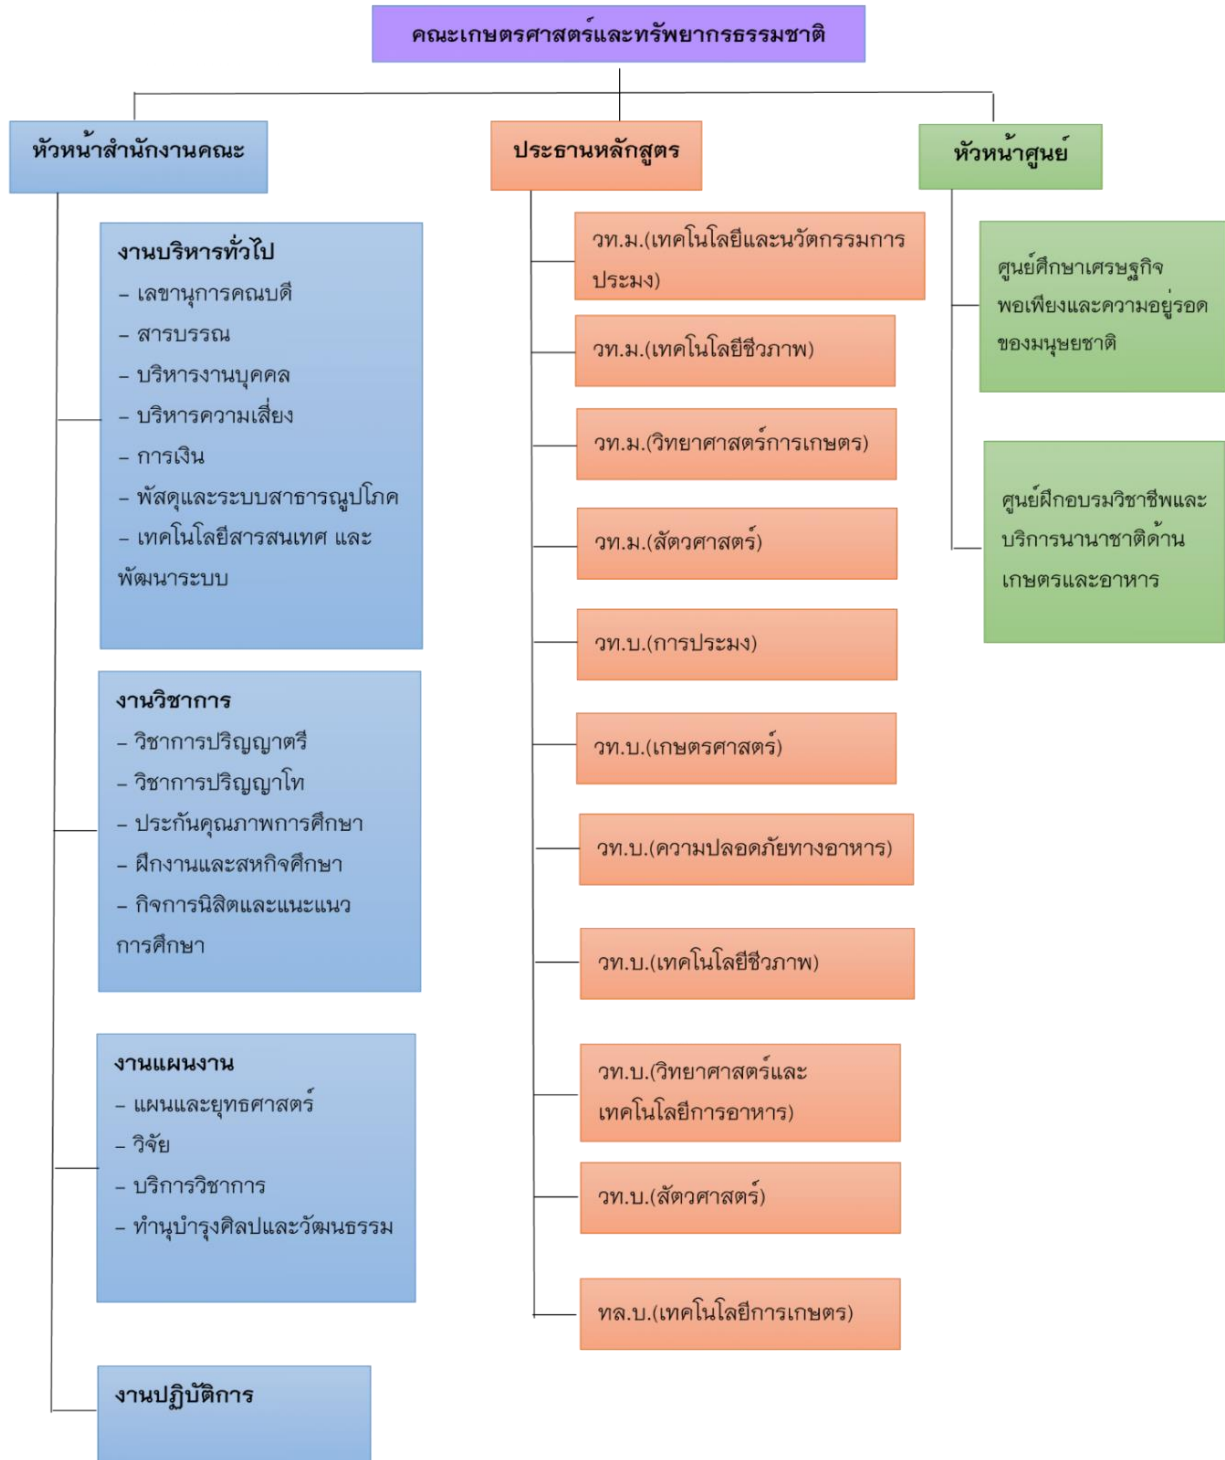 คณะเกษตรศาสตร์และทรัพยากรธรรมชาติ
หัวหน้าสำนักงานคณะ
งานบริหารทั่วไป
– เลขานุการคณบดี
– สารบรรณ
– บริหารงานบุคคล
– บริหารความเสี่ยง
– การเงิน
– พัสดุและระบบสาธารณูปโภค
– เทคโนโลยีสารสนเทศ และ
พัฒนาระบบ
งานวิชาการ
– วิชาการปริญญาตรี
– วิชาการปริญญาโท
– ประกันคุณภาพการศึกษา
– ฝึกงานและสหกิจศึกษา
– กิจการนิสิตและแนะแนว
การศึกษา
งานแผนงาน
– แผนและยุทธศาสตร์
– วิจัย
– บริการวิชาการ
– ทำนุบำรุงศิลปและวัฒนธรรม
งานปฏิบัติการ
ประธานหลักสูตร
วท.ม.(เทคโนโลยีและนวัตกรรมการ
ประมง)
วท.ม.(เทคโนโลยีชีวภาพ)
วท.ม.(วิทยาศาสตร์การเกษตร)
วท.ม.(สัตวศาสตร์)
วท.บ.(การประมง)
วท.บ.(เกษตรศาสตร์)
วท.บ.(ความปลอดภัยทางอาหาร)
วท.บ.(เทคโนโลยีชีวภาพ)
วท.บ.(วิทยาศาสตร์และ
เทคโนโลยีการอาหาร)
วท.บ.(สัตวศาสตร์)
ทล.บ.(เทคโนโลยีการเกษตร)
หัวหน้าศูนย์
ศูนย์ศึกษาเศรษฐกิจ
พอเพียงและความอยู่รอด
ของมนุษยชาติ
ศูนย์ฝึกอบรมวิชาชีพและ
บริการนานาชาติด้าน
เกษตรและอาหาร